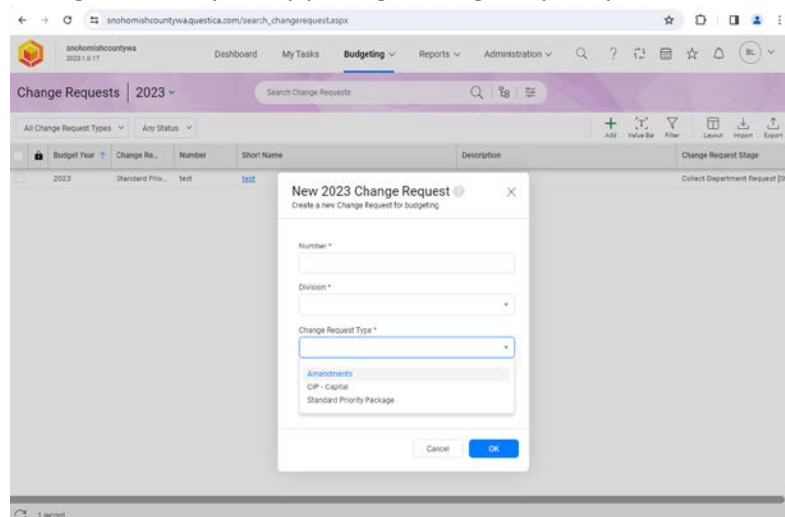 snohomishcountywa.questica.com/search_changerequest.aspx
snohomishcountywa
2023.1.0.17
Dashboard My Tasks Budgeting Reports Administration BL
Change Requests | 2023
Search Change Requests
All Change Request Types Any Status
Add Value Bar Filter Layout Import Export
Budget Year Change Re... Number Short Name Description Change Request Stage
2023 Standard Prio... test test Collect Department Request
New 2023 Change Request
Create a new Change Request for budgeting
Number *
Division *
Change Request Type *
Amendments
CIP - Capital
Standard Priority Package
Cancel OK
1 record